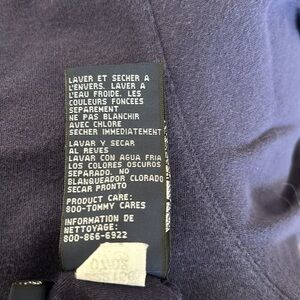 LAVER ET SECHER A
L'ENVERS. LAVER A
L'EAU FROIDE. LES
COULEURS FONCÉES
SEPAREMENT
NE PAS BLANCHIR
AVEC CHLORE
SECHER IMMEDIATEMENT
LAVAR Y SECAR
AL REVES
LAVAR CON AGUA FRIA
LOS COLORES OSCUROS
SEPARADO. NO
BLANQUEADOR CLORADO
SECAR PRONTO
PRODUCT CARE:
800-TOMMY CARES
INFORMATION DE
NETTOYAGE:
800-866-6922